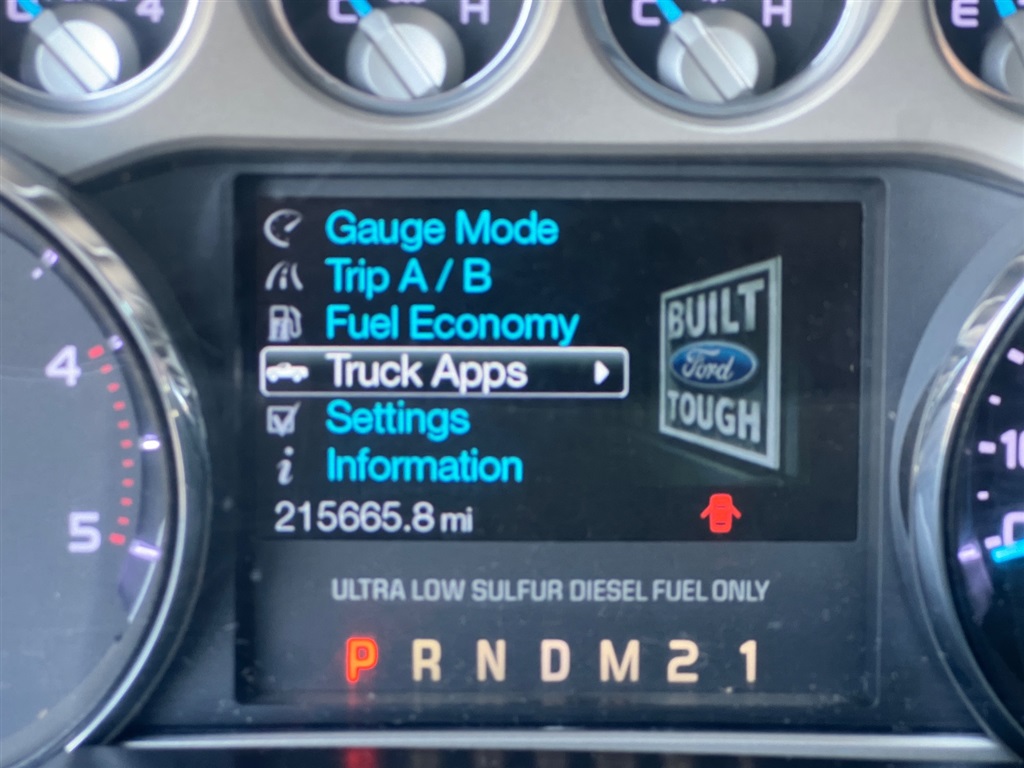 C 4 C H C H E
Gauge Mode
Trip A / B
Fuel Economy
Truck Apps
Settings
i Information
215665.8 mi
BUILT
Ford
TOUGH
4
5
ULTRA LOW SULFUR DIESEL FUEL ONLY
P R N D M 2 1